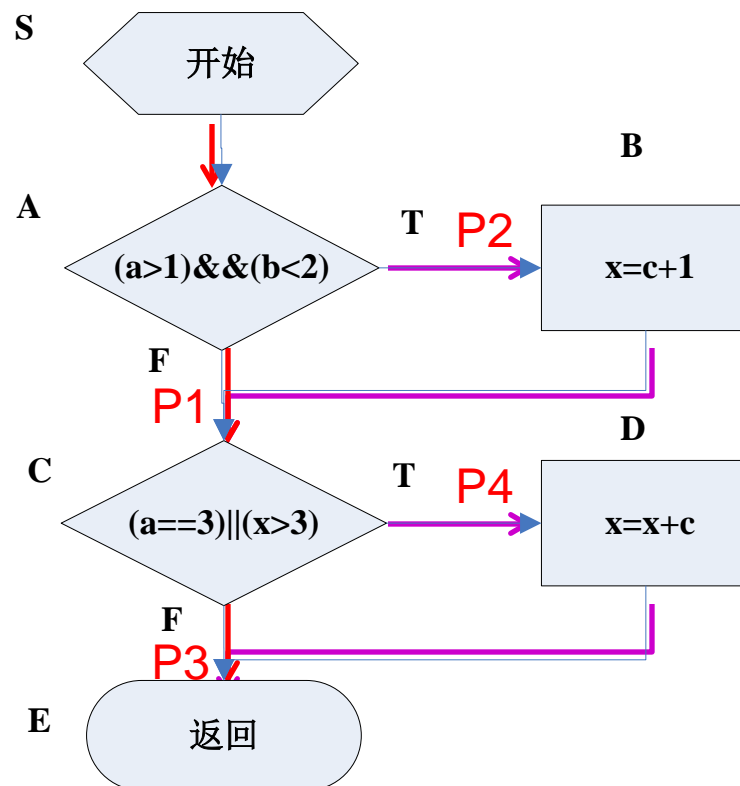 S
开始
B
A
(a>1)&&(b<2)
T
P2
x=c+1
F
P1
D
C
(a==3)||(x>3)
T
P4
x=x+c
F
P3
E
返回